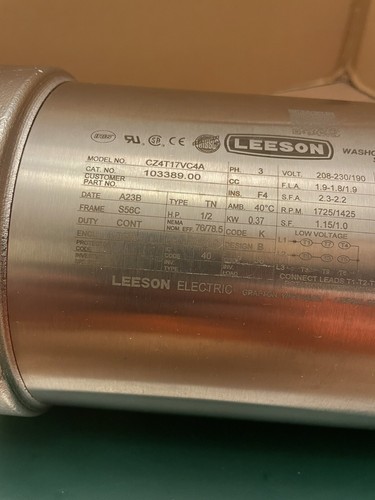 LEESON
WASHO
MODEL NO. CZ4T17VC4A PH. 3 VOLT. 208-230/190
CAT. NO. 103389.00 CC F.L.A. 1.9-1.8/1.9
CUSTOMER PART NO. S.F.A. 2.3-2.2
DATE A23B TYPE TN INS. F4 AMB. 40°C R.P.M 1725/1425
FRAME S56C H.P. 1/2 KW 0.37 S.F. 1.15/1.0
DUTY CONT NEMA NOM EFF 76/78.5 CODE K LOW VOLTAGE
DESIGN B
40
LEESON ELECTRIC
CONNECT LEADS T1-T2-T